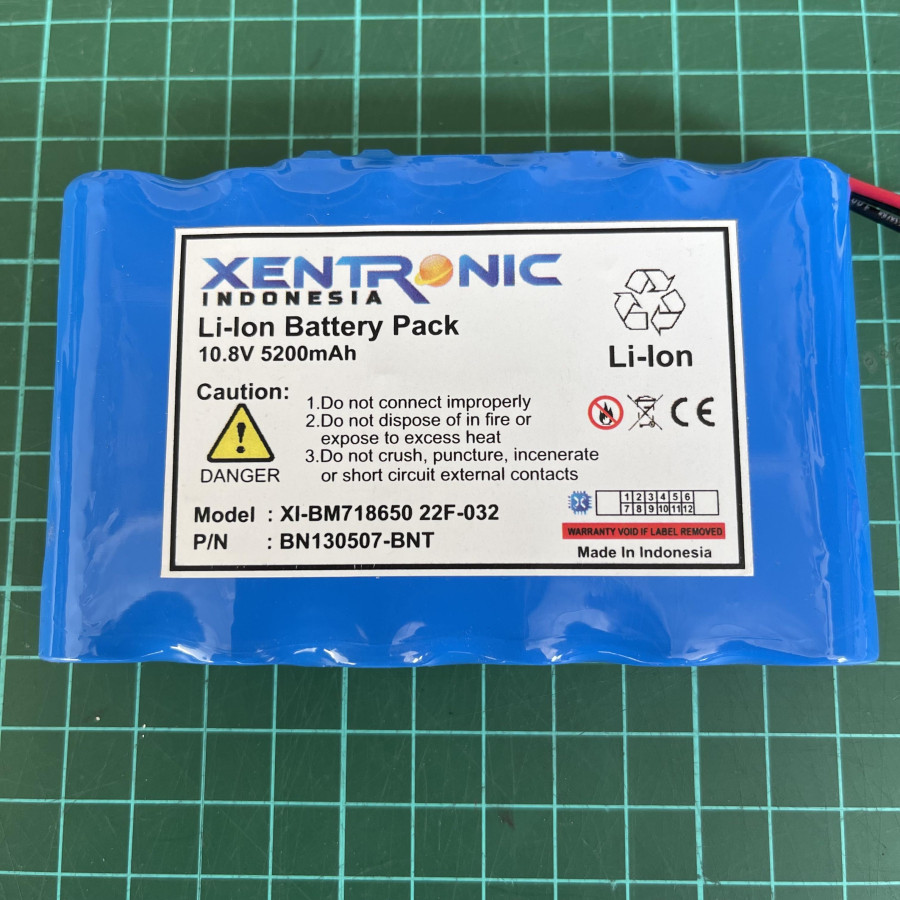 XENTRONIC
INDONESIA
Li-Ion Battery Pack
10.8V 5200mAh
Li-Ion
Caution:
DANGER
1.Do not connect improperly
2.Do not dispose of in fire or
expose to excess heat
3.Do not crush, puncture, incenerate
or short circuit external contacts
CE
Model : XI-BM718650 22F-032
P/N : BN130507-BNT
1 2 3 4 5 6
7 8 9 10 11 12
WARRANTY VOID IF LABEL REMOVED
Made In Indonesia